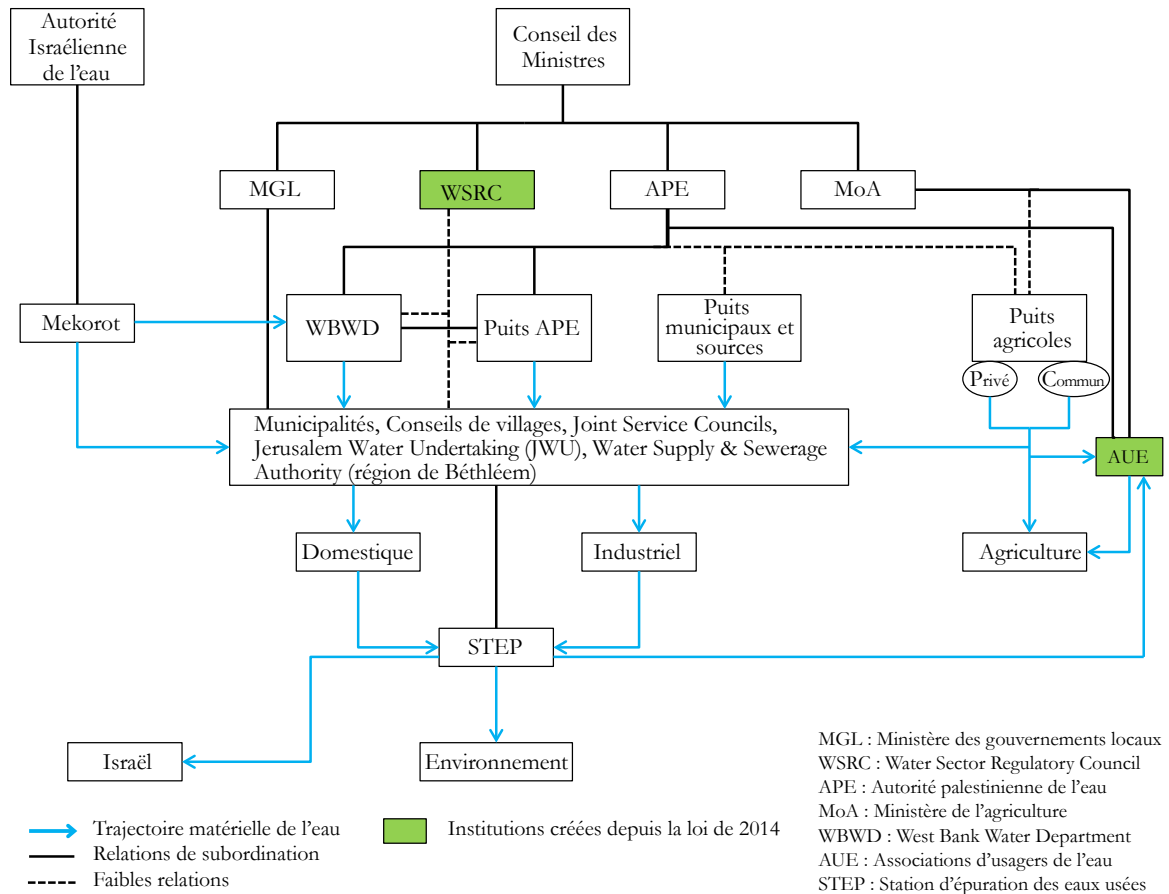 Autorité
Israélienne
de l'eau
Conseil des
Ministres
MGL
WSRC
APE
MoA
Mekorot
WBWD
Puits APE
Puits
municipaux et
sources
Puits
agricoles
Privé
Commun
Municipalités, Conseils de villages, Joint Service Councils,
Jerusalem Water Undertaking (JWU), Water Supply & Sewerage
Authority (région de Béthléem)
AUE
Domestique
Industriel
Agriculture
STEP
Israël
Environnement
MGL : Ministère des gouvernements locaux
WSRC : Water Sector Regulatory Council
APE : Autorité palestinienne de l'eau
MoA : Ministère de l'agriculture
WBWD : West Bank Water Department
AUE : Associations d'usagers de l'eau
STEP : Station d'épuration des eaux usées
Trajectoire matérielle de l'eau
Institutions créées depuis la loi de 2014
Relations de subordination
Faibles relations